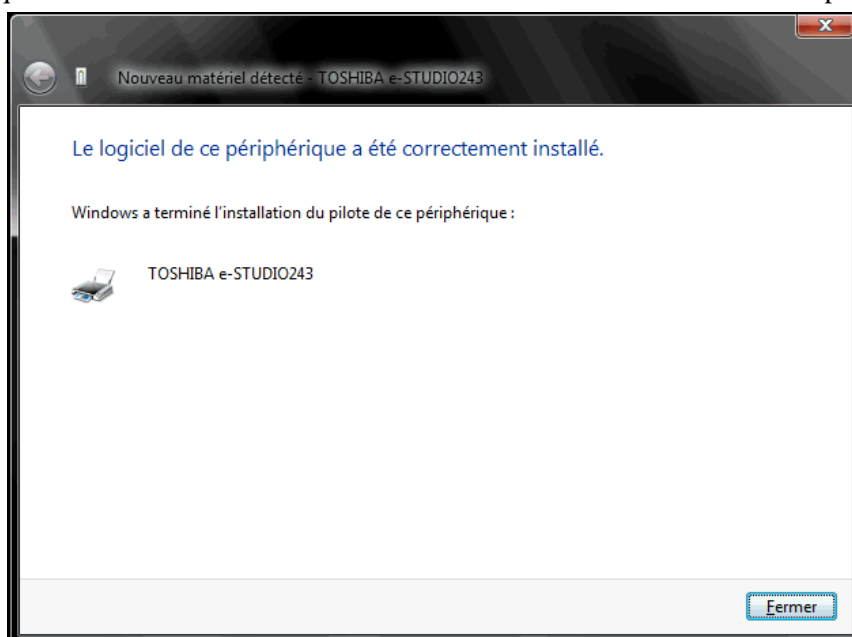 Nouveau matériel détecté - TOSHIBA e-STUDIO243
Le logiciel de ce périphérique a été correctement installé.
Windows a terminé l'installation du pilote de ce périphérique :
TOSHIBA e-STUDIO243
Fermer